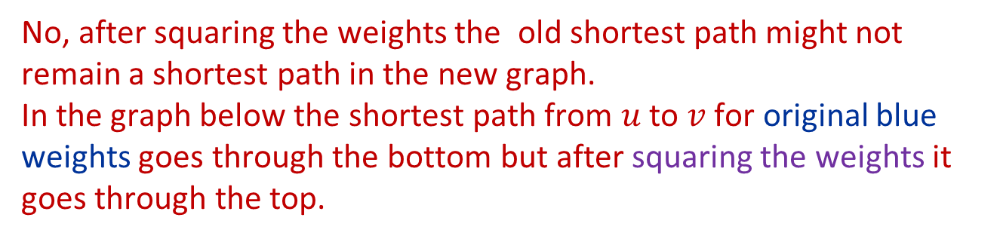 No, after squaring the weights the  old shortest path might not
remain a shortest path in the new graph.
In the graph below the shortest path from 𝑢 to 𝑣 for original blue
weights goes through the bottom but after squaring the weights it
goes through the top.